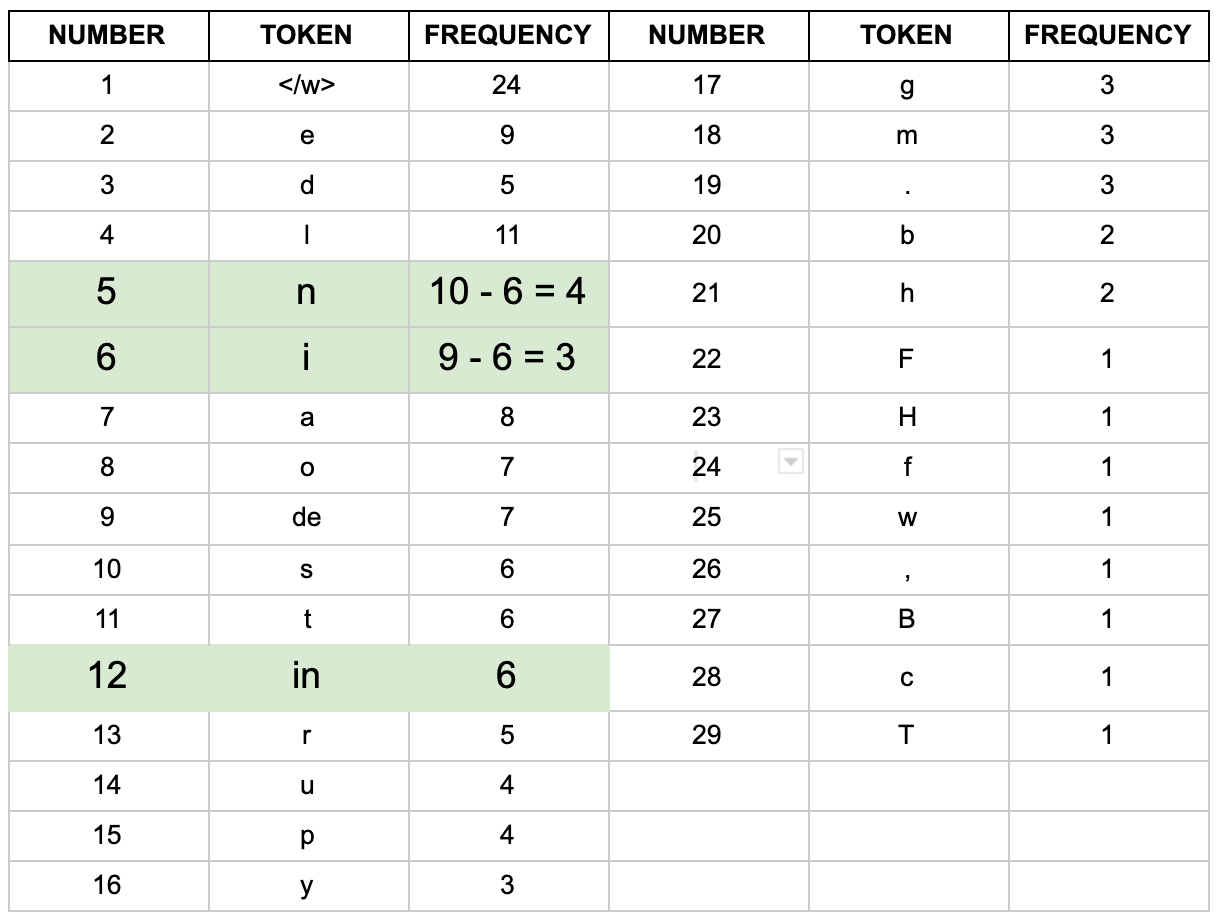 NUMBER TOKEN FREQUENCY NUMBER TOKEN FREQUENCY
1 </w> 24 17 g 3
2 e 9 18 m 3
3 d 5 19 . 3
4 l 11 20 b 2
5 n 10 - 6 = 4 21 h 2
6 i 9 - 6 = 3 22 F 1
7 a 8 23 H 1
8 o 7 24 f 1
9 de 7 25 w 1
10 s 6 26 , 1
11 t 6 27 B 1
12 in 6 28 c 1
13 r 5 29 T 1
14 u 4
15 p 4
16 y 3